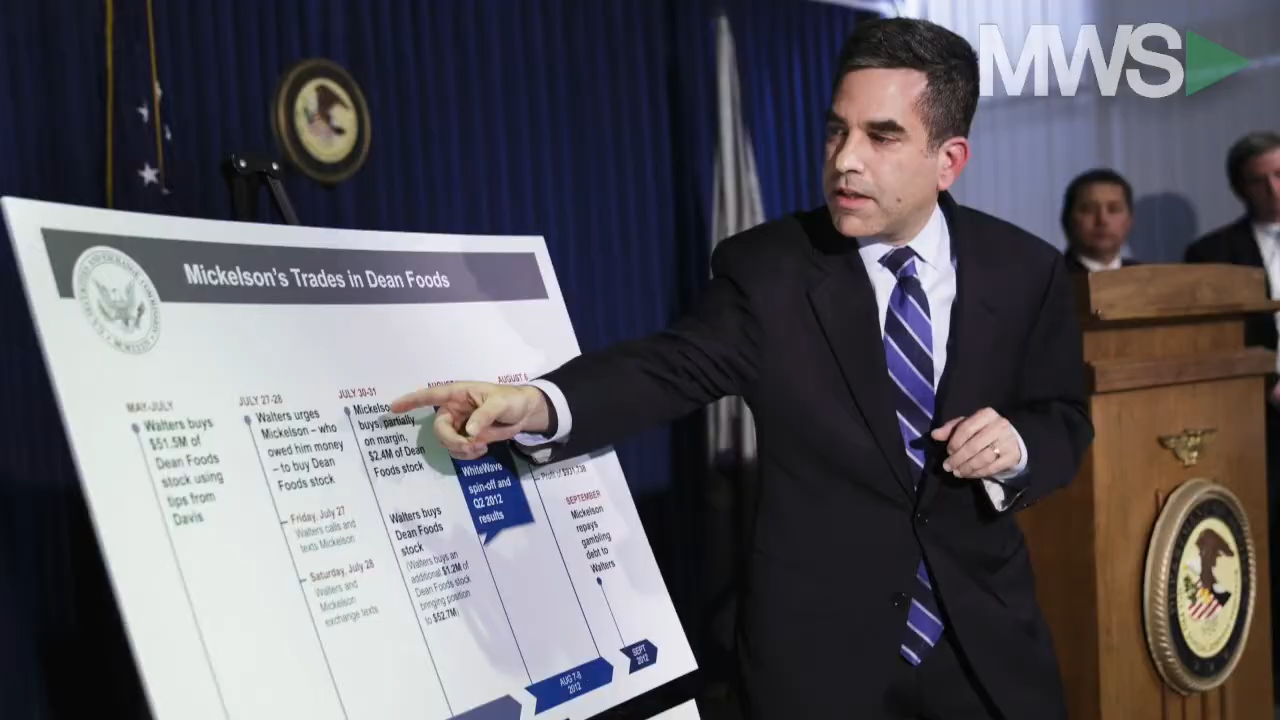 MWS
Mickelson's Trades in Dean Foods
MAY-JULY
Walters buys
$51.5M of
Dean Foods
stock using
tips from
Davis
JULY 27-28
Walters urges
Mickelson – who
owed him money
– to buy Dean
Foods stock
Friday, July 27
Walters calls and
texts Mickelson
Saturday, July 28
Walters and
Mickelson
exchange texts
JULY 30-31
buys, partially
on margin,
$2.4M of Dean
Foods stock
Walters buys
Dean Foods
stock
(Walters buys an
additional $1.2M of
Dean Foods stock
bringing position
to $52.7M)
WhiteWave
spin-off and
Q2 2012
results
AUG 7-8
2012
AUGUST 8
Profit of $931,738
SEPTEMBER
Mickelson
repays
gambling
debt to
Walters
SEPT
2012